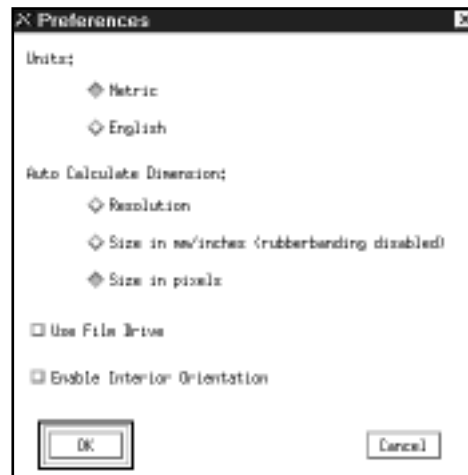 Preferences
Units:
Metric
English
Auto Calculate Dimension:
Resolution
Size in mm/inches (rubberbanding disabled)
Size in pixels
Use File Drive
Enable Interior Orientation
OK
Cancel